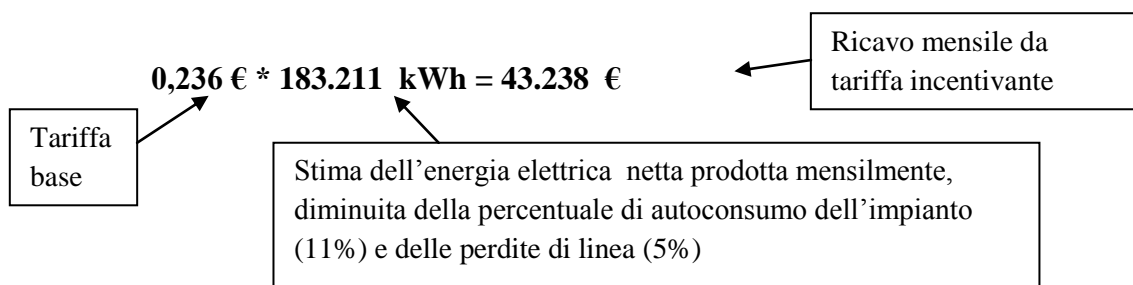 Ricavo mensile da
tariffa incentivante
0,236 € * 183.211 kWh = 43.238 €
Tariffa
base
Stima dell’energia elettrica netta prodotta mensilmente,
diminuita della percentuale di autoconsumo dell’impianto
(11%) e delle perdite di linea (5%)